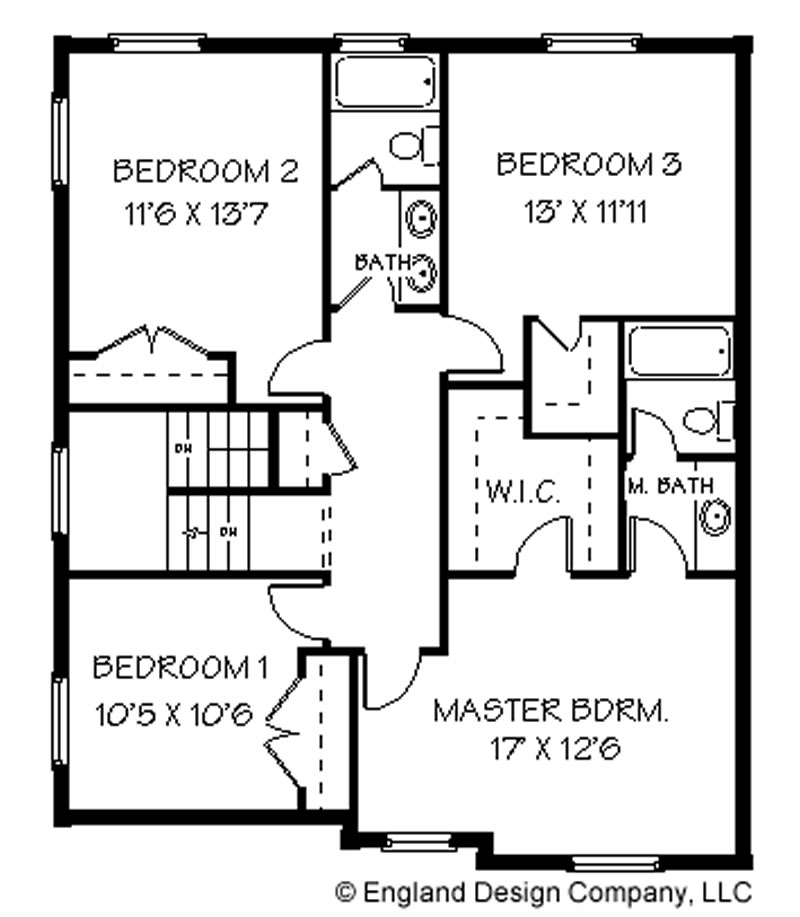 BEDROOM 2
11'6 X 13'7
BEDROOM 3
13' X 11'11
BATH
DN
W.I.C.
M. BATH
DN
BEDROOM 1
10'5 X 10'6
MASTER BDRM.
17' X 12'6
© England Design Company, LLC